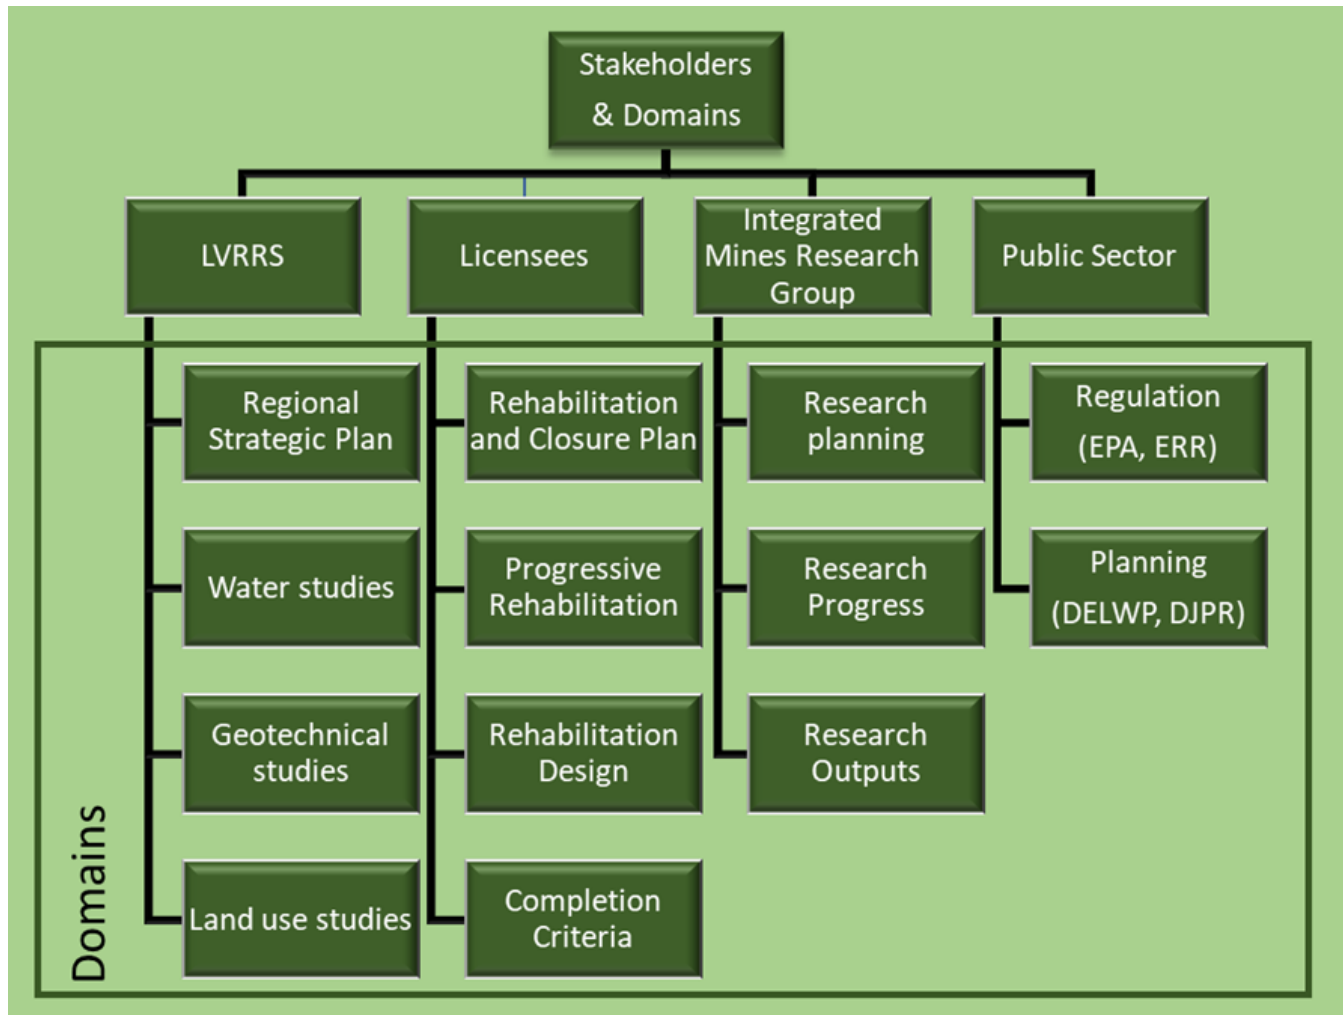 Stakeholders
& Domains
LVRRS
Licensees
Integrated
Mines Research
Group
Public Sector
Regional
Strategic Plan
Rehabilitation
and Closure Plan
Research
planning
Regulation
(EPA, ERR)
Water studies
Progressive
Rehabilitation
Research
Progress
Planning
(DELWP, DJPR)
Geotechnical
studies
Rehabilitation
Design
Research
Outputs
Land use studies
Completion
Criteria
Domains